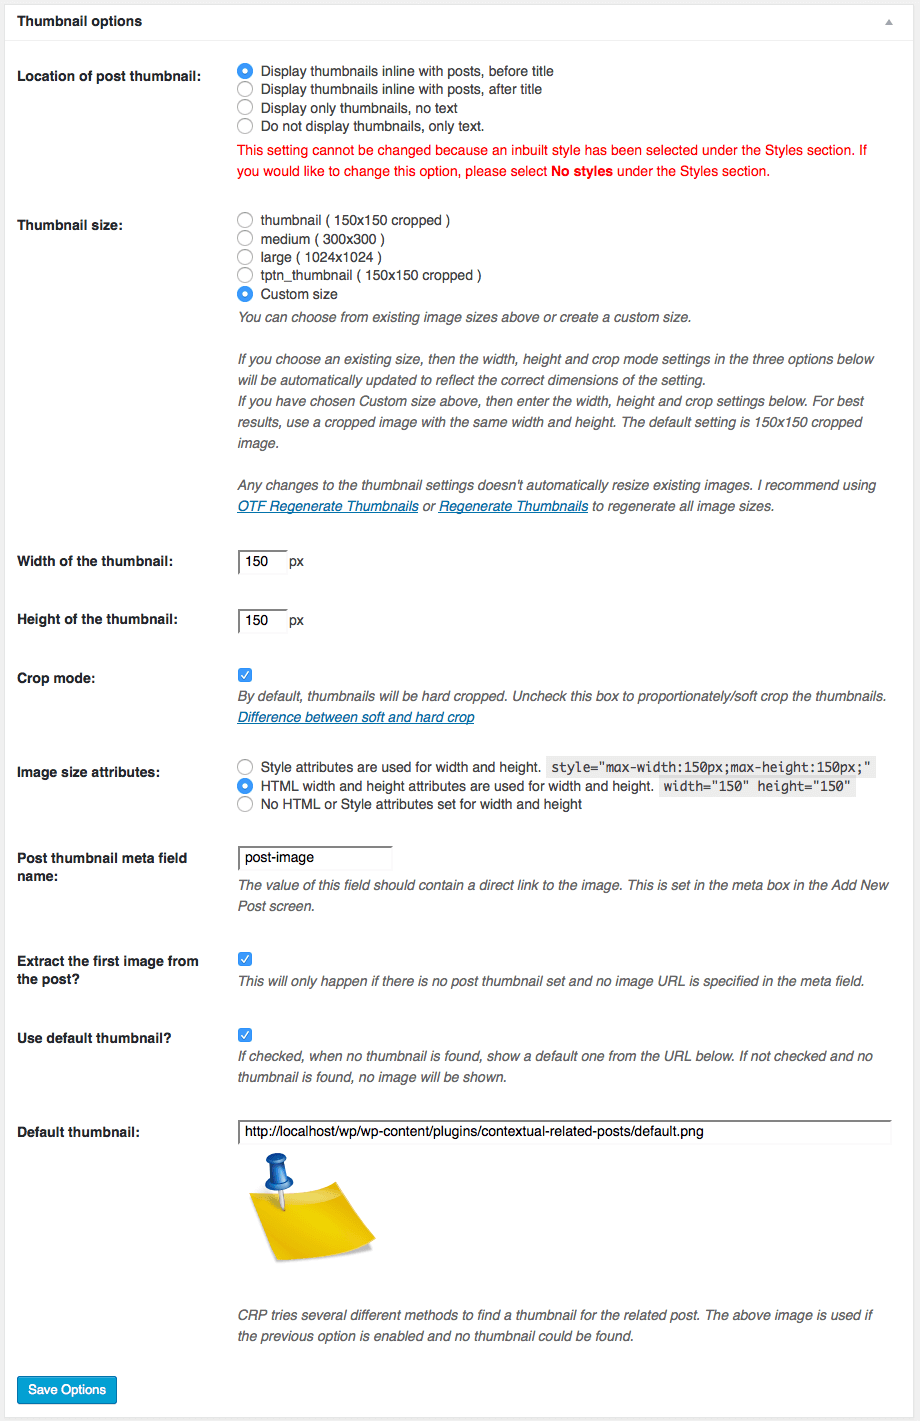 Thumbnail options
Location of post thumbnail:
Display thumbnails inline with posts, before title
Display thumbnails inline with posts, after title
Display only thumbnails, no text
Do not display thumbnails, only text.
This setting cannot be changed because an inbuilt style has been selected under the Styles section. If
you would like to change this option, please select No styles under the Styles section.
Thumbnail size:
thumbnail ( 150x150 cropped )
medium ( 300x300 )
large ( 1024x1024 )
tptn_thumbnail ( 150x150 cropped )
Custom size
You can choose from existing image sizes above or create a custom size.
If you choose an existing size, then the width, height and crop mode settings in the three options below
will be automatically updated to reflect the correct dimensions of the setting.
If you have chosen Custom size above, then enter the width, height and crop settings below. For best
results, use a cropped image with the same width and height. The default setting is 150x150 cropped
image.
Any changes to the thumbnail settings doesn't automatically resize existing images. I recommend using
OTF Regenerate Thumbnails or Regenerate Thumbnails to regenerate all image sizes.
Width of the thumbnail:
150 px
Height of the thumbnail:
150 px
Crop mode:
By default, thumbnails will be hard cropped. Uncheck this box to proportionately/soft crop the thumbnails.
Difference between soft and hard crop
Image size attributes:
Style attributes are used for width and height. style="max-width:150px;max-height:150px;"
HTML width and height attributes are used for width and height. width="150" height="150"
No HTML or Style attributes set for width and height
Post thumbnail meta field
name:
post-image
The value of this field should contain a direct link to the image. This is set in the meta box in the Add New
Post screen.
Extract the first image from
the post?
This will only happen if there is no post thumbnail set and no image URL is specified in the meta field.
Use default thumbnail?
If checked, when no thumbnail is found, show a default one from the URL below. If not checked and no
thumbnail is found, no image will be shown.
Default thumbnail:
http://localhost/wp/wp-content/plugins/contextual-related-posts/default.png
CRP tries several different methods to find a thumbnail for the related post. The above image is used if
the previous option is enabled and no thumbnail could be found.
Save Options